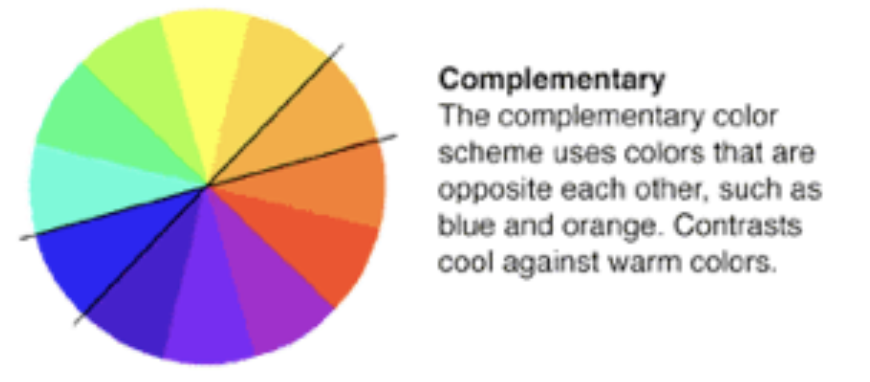 Complementary
The complementary color
scheme uses colors that are
opposite each other, such as
blue and orange. Contrasts
cool against warm colors.